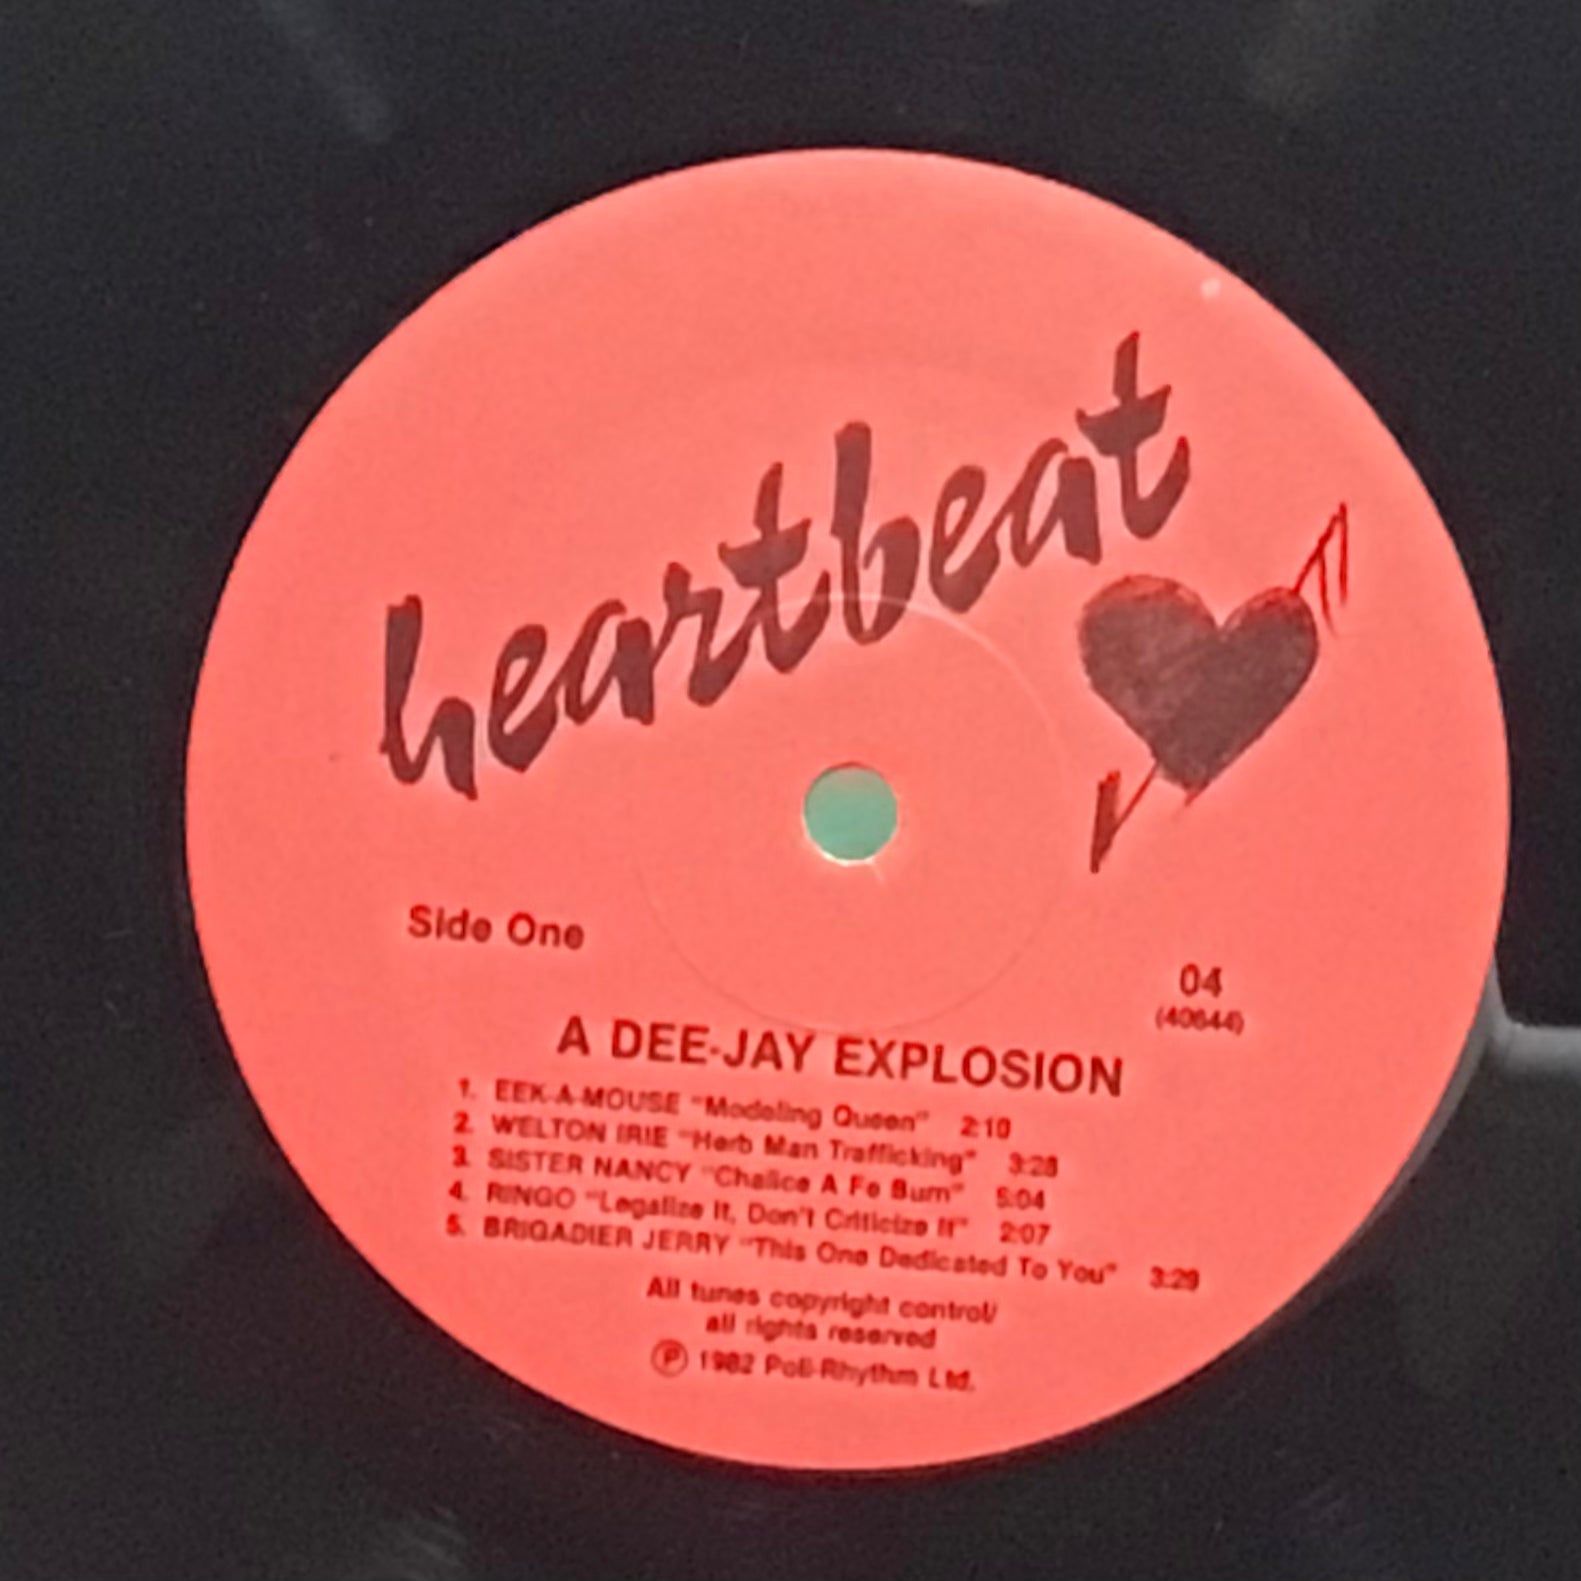 heartbeat
Side One
04
(40644)
A DEE-JAY EXPLOSION
1. EEK-A-MOUSE "Modeling Queen" 2:10
2. WELTON IRIE "Herb Man Trafficking" 3:28
3. SISTER NANCY "Chalice A Fe Burn" 5:04
4. RINGO "Legalize It, Don't Criticize It" 2:07
5. BRIGADIER JERRY "This One Dedicated To You" 3:29
All tunes copyright control/
all rights reserved
Ⓟ 1982 Poli-Rhythm Ltd.